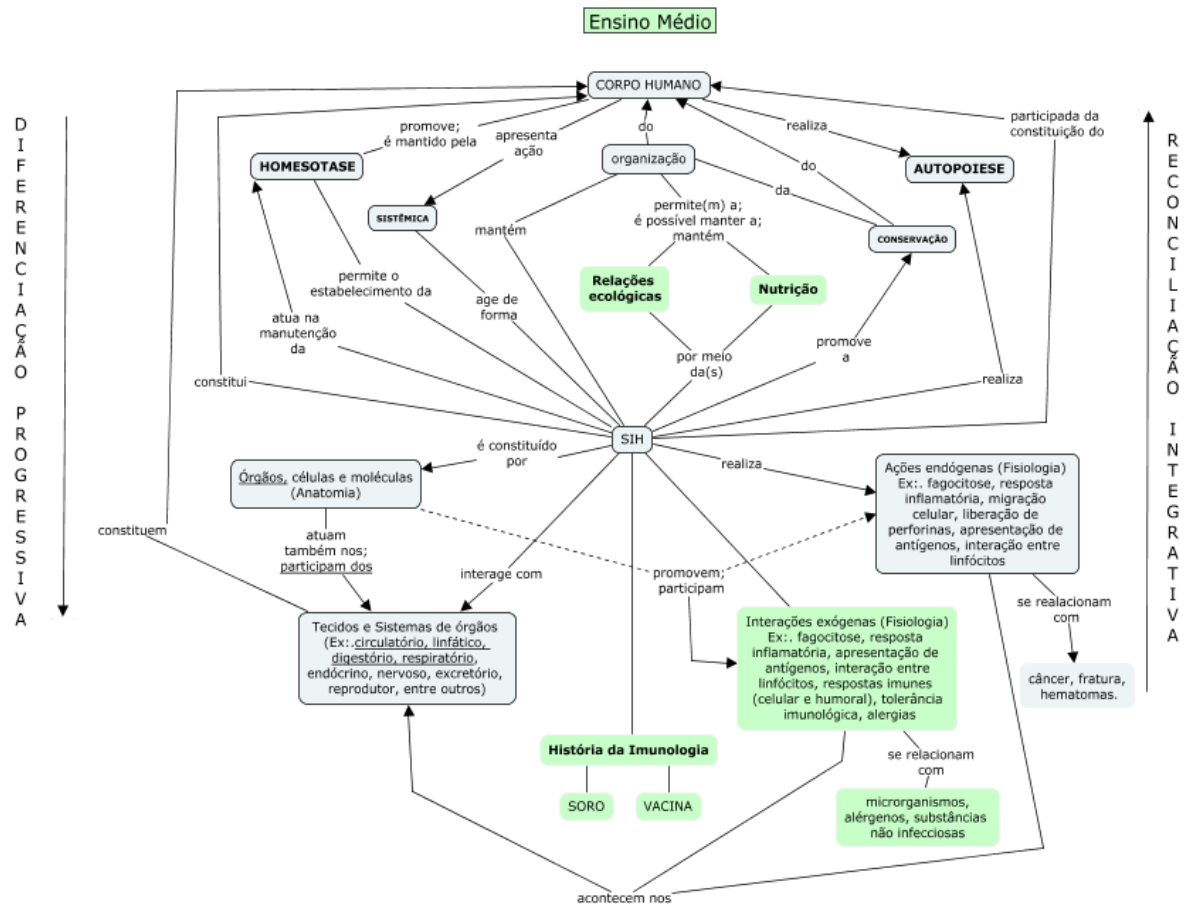 Ensino Médio
CORPO HUMANO
DIFERENCIAÇÃO PROGRESSIVA
RECONCILIAÇÃO INTEGRATIVA
promove;
é mantido pela
apresenta
ação
do
realiza
participada da
constituição do
HOMESOTASE
organização
do
AUTOPOIESE
SISTÊMICA
mantém
permite(m) a;
é possível manter a;
mantém
da
CONSERVAÇÃO
permite o
estabelecimento da
Relações
ecológicas
Nutrição
atua na
manutenção
da
age de
forma
por meio
da(s)
promove
a
constitui
realiza
SIH
é constituído
por
realiza
Órgãos, células e moléculas
(Anatomia)
Ações endógenas (Fisiologia)
Ex:. fagocitose, resposta
inflamatória, migração
celular, liberação de
perforinas, apresentação de
antígenos, interação entre
linfócitos
constituem
atuam
também nos;
participam dos
interage com
promovem;
participam
se realacionam
com
Tecidos e Sistemas de órgãos
(Ex:.circulatório, linfático,
digestório, respiratório,
endócrino, nervoso, excretório,
reprodutor, entre outros)
Interações exógenas (Fisiologia)
Ex:. fagocitose, resposta
inflamatória, apresentação de
antígenos, interação entre
linfócitos, respostas imunes
(celular e humoral), tolerância
imunológica, alergias
câncer, fratura,
hematomas.
História da Imunologia
SORO
VACINA
se relacionam
com
microrganismos,
alérgenos, substâncias
não infecciosas
acontecem nos